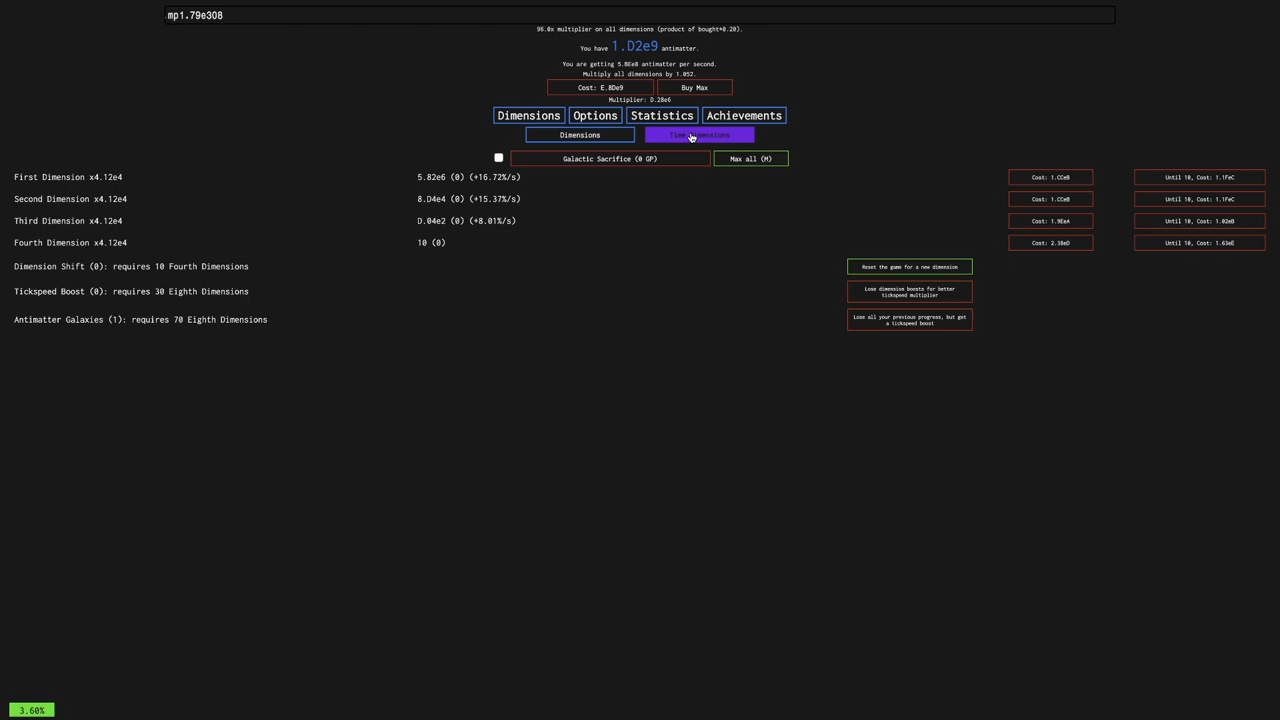 mp1.79e308
96.0x multiplier on all dimensions (product of bought+0.20).
You have 1.D2e9 antimatter.
You are getting 5.BEe8 antimatter per second.
Multiply all dimensions by 1.052.
Cost: E.8De9 Buy Max
Multiplier: D.28e6
Dimensions Options Statistics Achievements
Dimensions Time Dimensions
Galactic Sacrifice (0 GP) Max all (M)
First Dimension x4.12e4 5.82e6 (0) (+16.72%/s) Cost: 1.CCeB Until 10, Cost: 1.1FeC
Second Dimension x4.12e4 8.D4e4 (0) (+15.37%/s) Cost: 1.CCeB Until 10, Cost: 1.1FeC
Third Dimension x4.12e4 D.04e2 (0) (+8.01%/s) Cost: 1.9EeA Until 10, Cost: 1.02eB
Fourth Dimension x4.12e4 10 (0) Cost: 2.38eD Until 10, Cost: 1.63eE
Dimension Shift (0): requires 10 Fourth Dimensions Reset the game for a new dimension
Tickspeed Boost (0): requires 30 Eighth Dimensions Lose dimension boosts for better
tickspeed multiplier
Antimatter Galaxies (1): requires 70 Eighth Dimensions Lose all your previous progress, but get
a tickspeed boost
3.60%